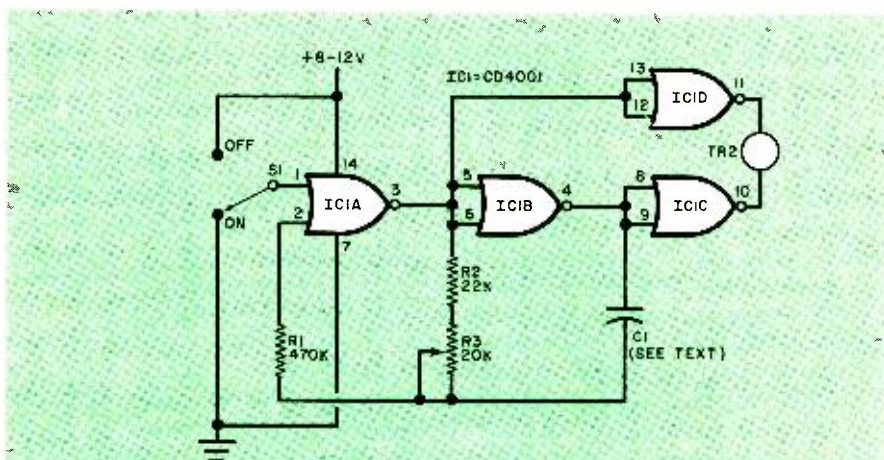 +8-12V
IC1=CD4001
13
12
IC1D
11
OFF
S1
1
14
TR2
ON
2
IC1A
3
5
6
IC1B
4
8
9
IC1C
10
7
R2
22K
R1
470K
R3
20K
C1
(SEE TEXT)